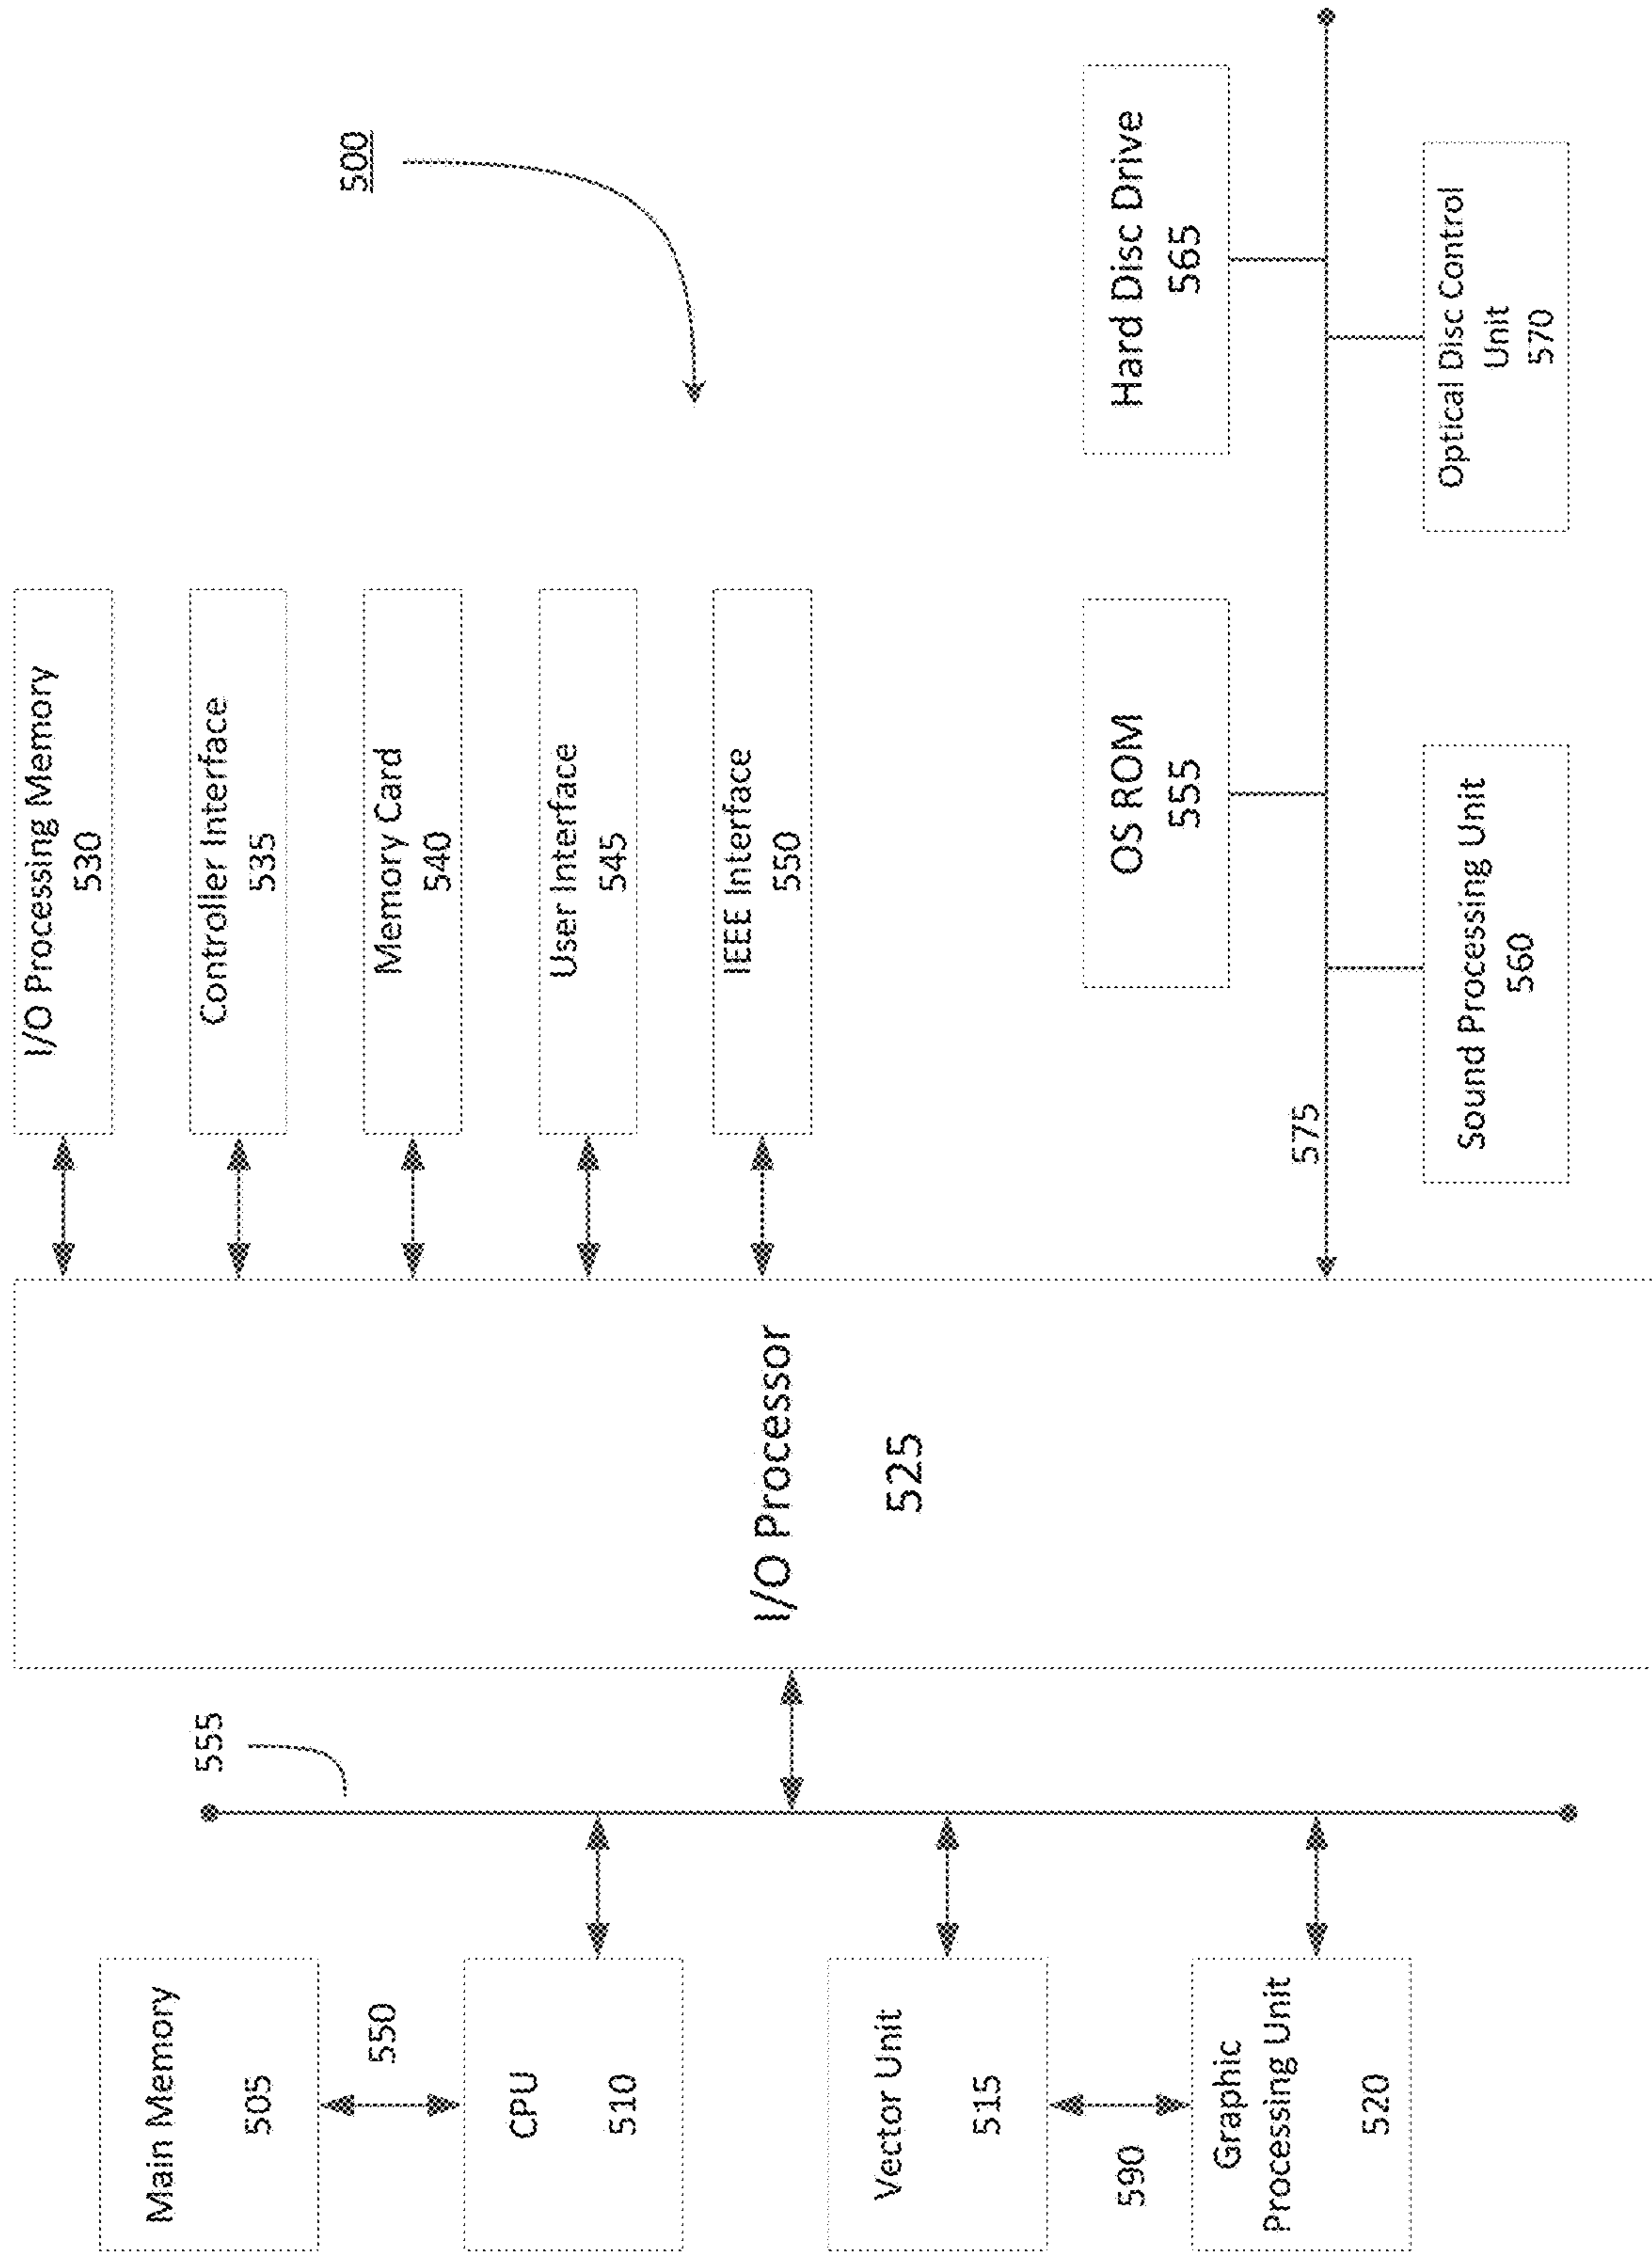 Main Memory
505
550
CPU
510
Vector Unit
515
590
Graphic
Processing Unit
520
555
I/O Processor
525
I/O Processing Memory
530
Controller Interface
535
Memory Card
540
User Interface
545
IEEE Interface
550
500
OS ROM
555
Hard Disc Drive
565
575
Sound Processing Unit
560
Optical Disc Control
Unit
570